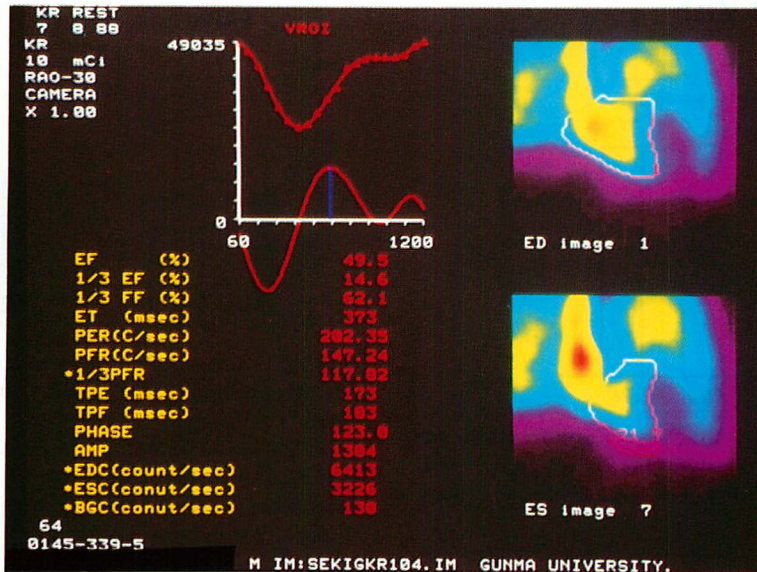 KR REST
7 8 88
KR
10 mCi
RAO-30
CAMERA
X 1.00
VROI
49035
0
60 1200
ED image 1
EF (%) 49.5
1/3 EF (%) 14.6
1/3 FF (%) 62.1
ET (msec) 373
PER(C/sec) 202.35
PFR(C/sec) 147.24
*1/3PFR 117.82
TPE (msec) 173
TPF (msec) 183
PHASE 123.0
AMP 1304
*EDC(count/sec) 6413
*ESC(conut/sec) 3226
*BGC(conut/sec) 130
ES image 7
64
0145-339-5
M IM:SEKIGKR104.IM GUNMA UNIVERSITY.